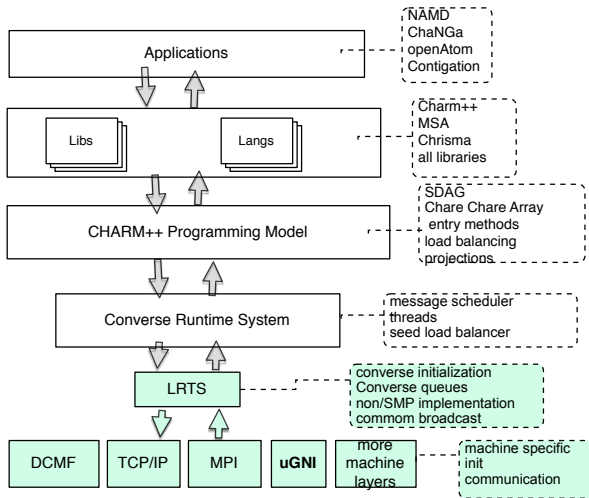 NAMD
ChaNGa
openAtom
Contigation
Applications
Charm++
MSA
Chrisma
all libraries
Libs
Langs
SDAG
Chare Chare Array
entry methods
load balancing
projections
CHARM++ Programming Model
message scheduler
threads
seed load balancer
Converse Runtime System
converse initialization
Converse queues
non/SMP implementation
commom broadcast
LRTS
machine specific
init
communication
DCMF
TCP/IP
MPI
uGNI
more
machine
layers